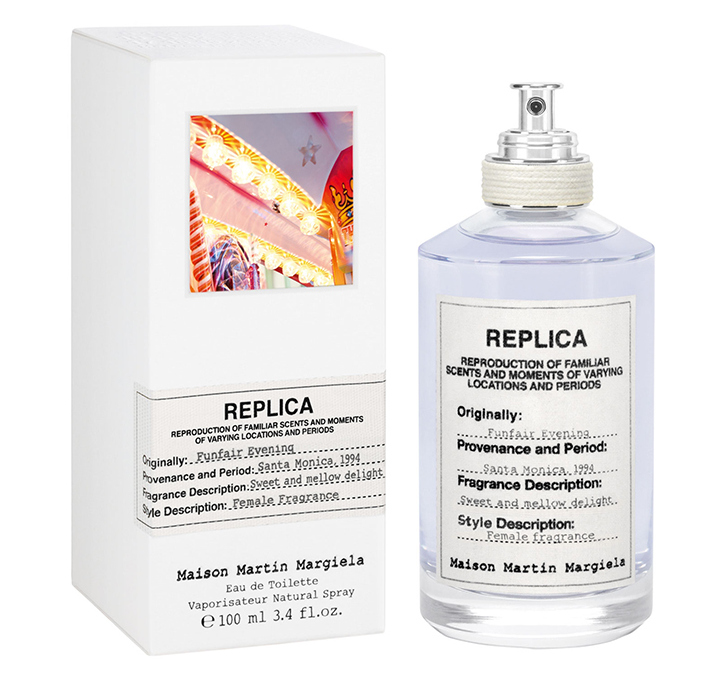 REPLICA
REPRODUCTION OF FAMILIAR SCENTS AND MOMENTS
OF VARYING LOCATIONS AND PERIODS
Originally: Funfair Evening
Provenance and Period: Santa Monica, 1994
Fragrance Description: Sweet and mellow delight
Style Description: Female Fragrance
Maison Martin Margiela
Eau de Toilette
Vaporisateur Natural Spray
℮100 ml 3.4 fl.oz.
REPLICA
REPRODUCTION OF FAMILIAR
SCENTS AND MOMENTS OF VARYING
LOCATIONS AND PERIODS
Originally:
Funfair Evening
Provenance and Period:
Santa Monica, 1994
Fragrance Description:
Sweet and mellow delight
Style Description:
Female fragrance
Maison Martin Margiela